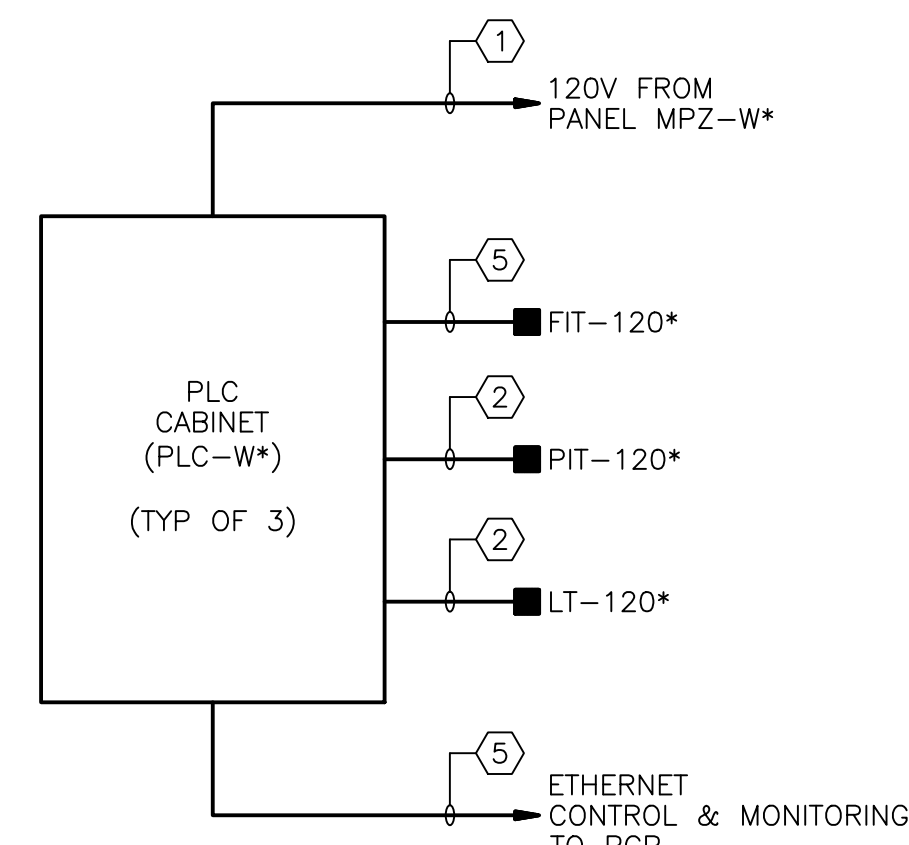 1
120V FROM
PANEL MPZ-W*
5
FIT-120*
PLC
CABINET
(PLC-W*)
(TYP OF 3)
2
PIT-120*
2
LT-120*
5
ETHERNET
CONTROL & MONITORING